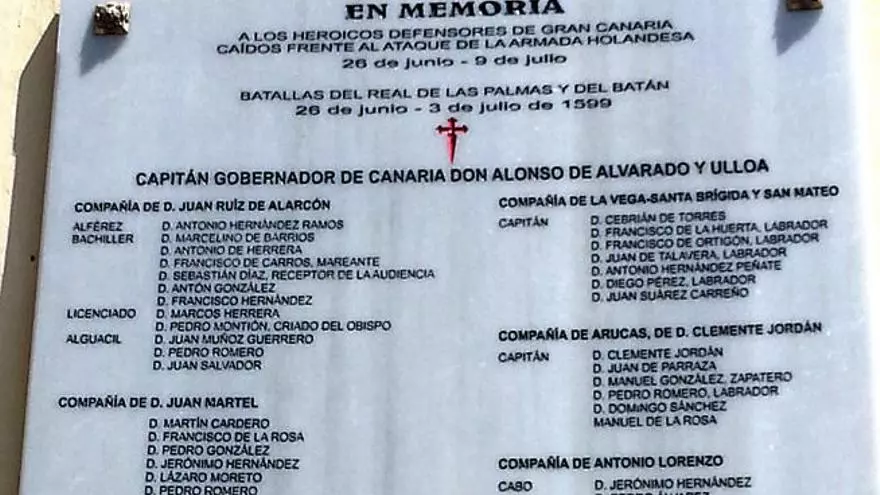 EN MEMORIA
A LOS HEROICOS DEFENSORES DE GRAN CANARIA
CAÍDOS FRENTE AL ATAQUE DE LA ARMADA HOLANDESA
26 de junio - 9 de julio
BATALLAS DEL REAL DE LAS PALMAS Y DEL BATÁN
26 de junio - 3 de julio de 1599
CAPITÁN GOBERNADOR DE CANARIA DON ALONSO DE ALVARADO Y ULLOA
COMPAÑÍA DE D. JUAN RUÍZ DE ALARCÓN
ALFÉREZ D. ANTONIO HERNÁNDEZ RAMOS
BACHILLER D. MARCELINO DE BARRIOS
D. ANTONIO DE HERRERA
D. FRANCISCO DE CARROS, MAREANTE
D. SEBASTIÁN DÍAZ, RECEPTOR DE LA AUDIENCIA
D. ANTÓN GONZÁLEZ
D. FRANCISCO HERNÁNDEZ
LICENCIADO D. MARCOS HERRERA
D. PEDRO MONTIÓN, CRIADO DEL OBISPO
ALGUACIL D. JUAN MUÑOZ GUERRERO
D. PEDRO ROMERO
D. JUAN SALVADOR
COMPAÑÍA DE D. JUAN MARTEL
D. MARTÍN CARDERO
D. FRANCISCO DE LA ROSA
D. PEDRO GONZÁLEZ
D. JERÓNIMO HERNÁNDEZ
D. LÁZARO MORETO
D. PEDRO ROMERO
COMPAÑÍA DE LA VEGA-SANTA BRÍGIDA Y SAN MATEO
CAPITÁN D. CEBRIÁN DE TORRES
D. FRANCISCO DE LA HUERTA, LABRADOR
D. FRANCISCO DE ORTIGÓN, LABRADOR
D. JUAN DE TALAVERA, LABRADOR
D. ANTONIO HERNÁNDEZ PEÑATE
D. DIEGO PÉREZ, LABRADOR
D. JUAN SUÁREZ CARREÑO
COMPAÑÍA DE ARUCAS, DE D. CLEMENTE JORDÁN
CAPITÁN D. CLEMENTE JORDÁN
D. JUAN DE PARRAZA
D. MANUEL GONZÁLEZ, ZAPATERO
D. PEDRO ROMERO, LABRADOR
D. DOMINGO SÁNCHEZ
MANUEL DE LA ROSA
COMPAÑÍA DE ANTONIO LORENZO
CABO D. JERÓNIMO HERNÁNDEZ